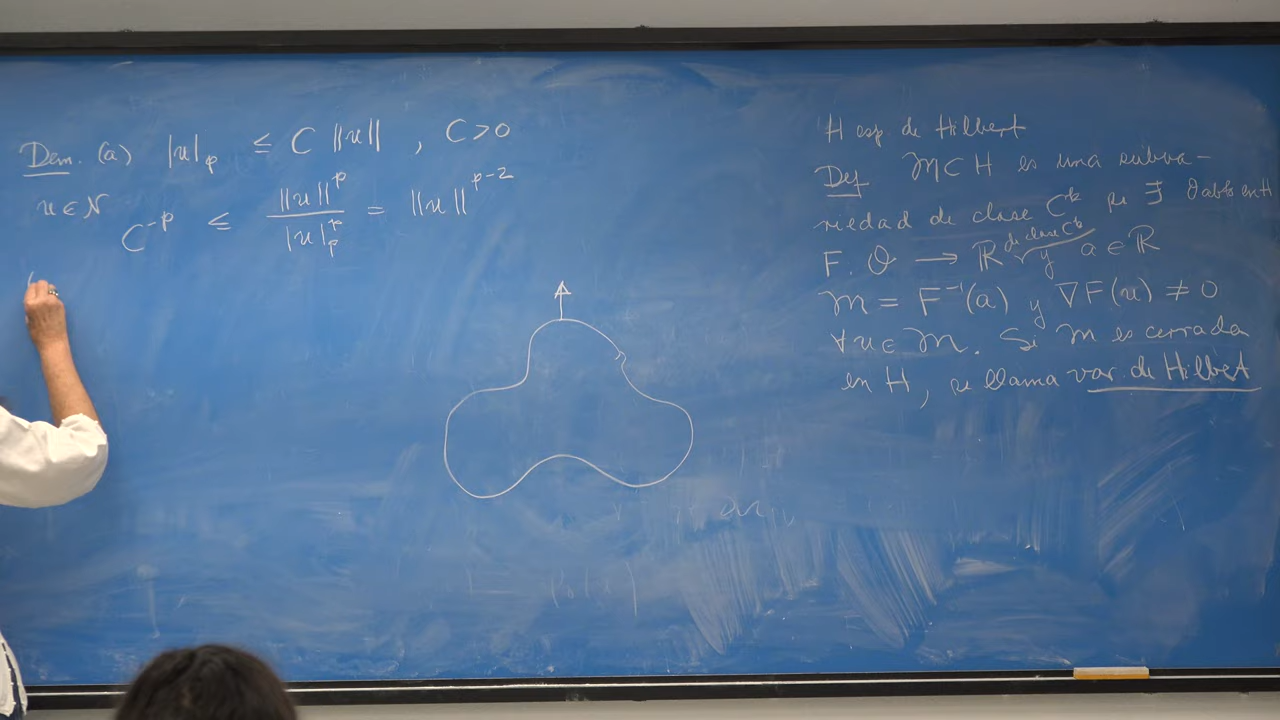 Dem. (a) |u|_p ≤ C ‖u‖ , C > 0
u ∈ N C^{-p} ≤ ‖u‖^p / |u|_p^p = ‖u‖^{p-2}
H esp. de Hilbert
Def M ⊂ H es una subva-
riedad de clase C^k si ∃ O abto en H
F: O → R de clase C^k y a ∈ R
M = F^{-1}(a) y ∇F(u) ≠ 0
∀u ∈ M. Si M es cerrada
en H, se llama var. de Hilbert